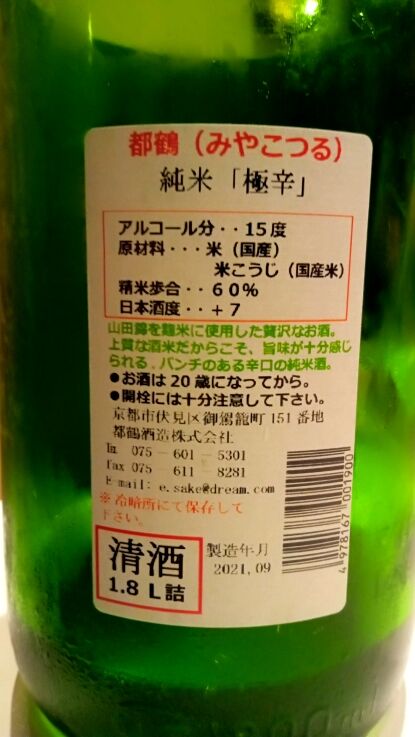 都鶴（みやこつる）
純米「極辛」
アルコール分・・１５度
原材料・・・米（国産）
米こうじ（国産米）
精米歩合・・６０％
日本酒度・・＋７
山田錦を麹米に使用した贅沢なお酒。
上質な酒米だからこそ、旨味が十分感じ
られる．パンチのある辛口の純米酒。
●お酒は２０歳になってから。
●開栓には十分注意して下さい。
京都市伏見区御駕籠町151番地
都鶴酒造株式会社
℡ 075－601－5301
fax 075－611－8281
E-mail: e.sake@dream.com
※冷暗所にて保存して
下さい。
清酒
1.8 L 詰
製造年月
2021,09
4 978167 001900